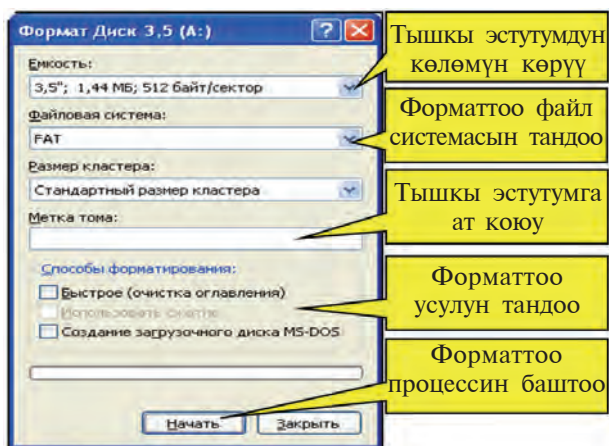 Формат Диск 3,5 (A:)
Емкость:
3,5"; 1,44 МБ; 512 байт/сектор
Файловая система:
FAT
Размер кластера:
Стандартный размер кластера
Метка тома:
Способы форматирования:
Быстрое (очистка оглавления)
Использовать сжатие
Создание загрузочного диска MS-DOS
Начать
Закрыть
Тышкы эстутумдун
көлөмүн көрүү
Форматтоо файл
системасын тандоо
Тышкы эстутумга
ат коюу
Форматтоо
усулун тандоо
Форматтоо
процессин баштоо